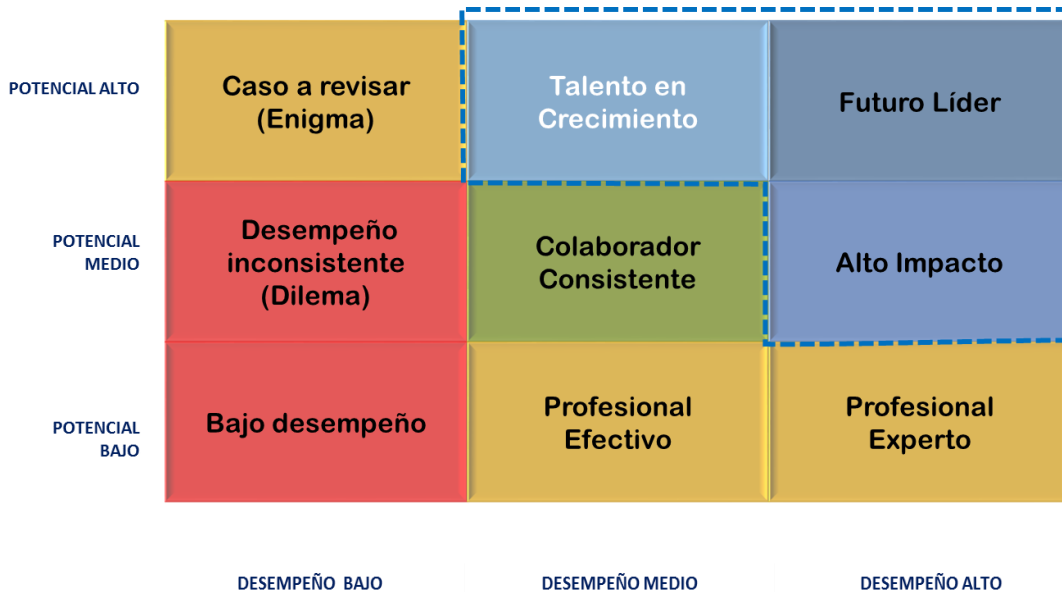 POTENCIAL ALTO
Caso a revisar
(Enigma)
Talento en
Crecimiento
Futuro Líder
POTENCIAL
MEDIO
Desempeño
inconsistente
(Dilema)
Colaborador
Consistente
Alto Impacto
POTENCIAL
BAJO
Bajo desempeño
Profesional
Efectivo
Profesional
Experto
DESEMPEÑO BAJO
DESEMPEÑO MEDIO
DESEMPEÑO ALTO